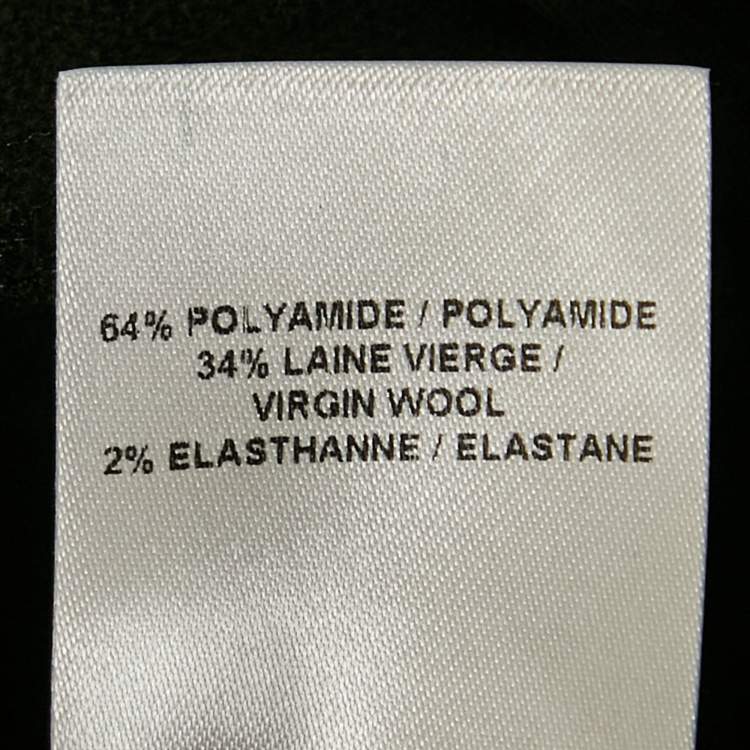 64% POLYAMIDE / POLYAMIDE
34% LAINE VIERGE /
VIRGIN WOOL
2% ELASTHANNE / ELASTANE